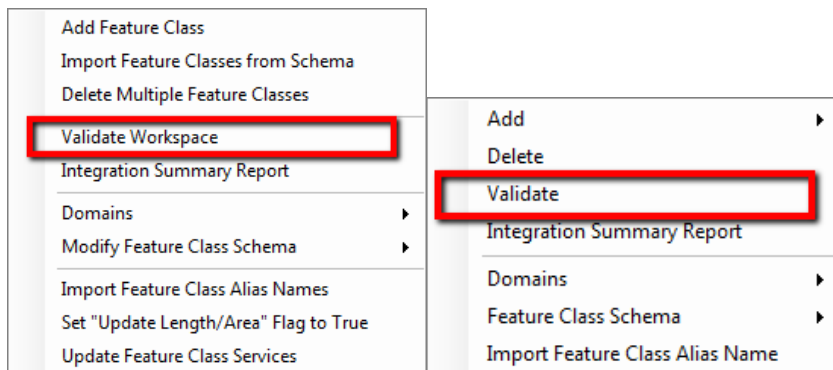 Add Feature Class
Import Feature Classes from Schema
Delete Multiple Feature Classes
Validate Workspace
Integration Summary Report
Domains
Modify Feature Class Schema
Import Feature Class Alias Names
Set "Update Length/Area" Flag to True
Update Feature Class Services
Add
Delete
Validate
Integration Summary Report
Domains
Feature Class Schema
Import Feature Class Alias Name